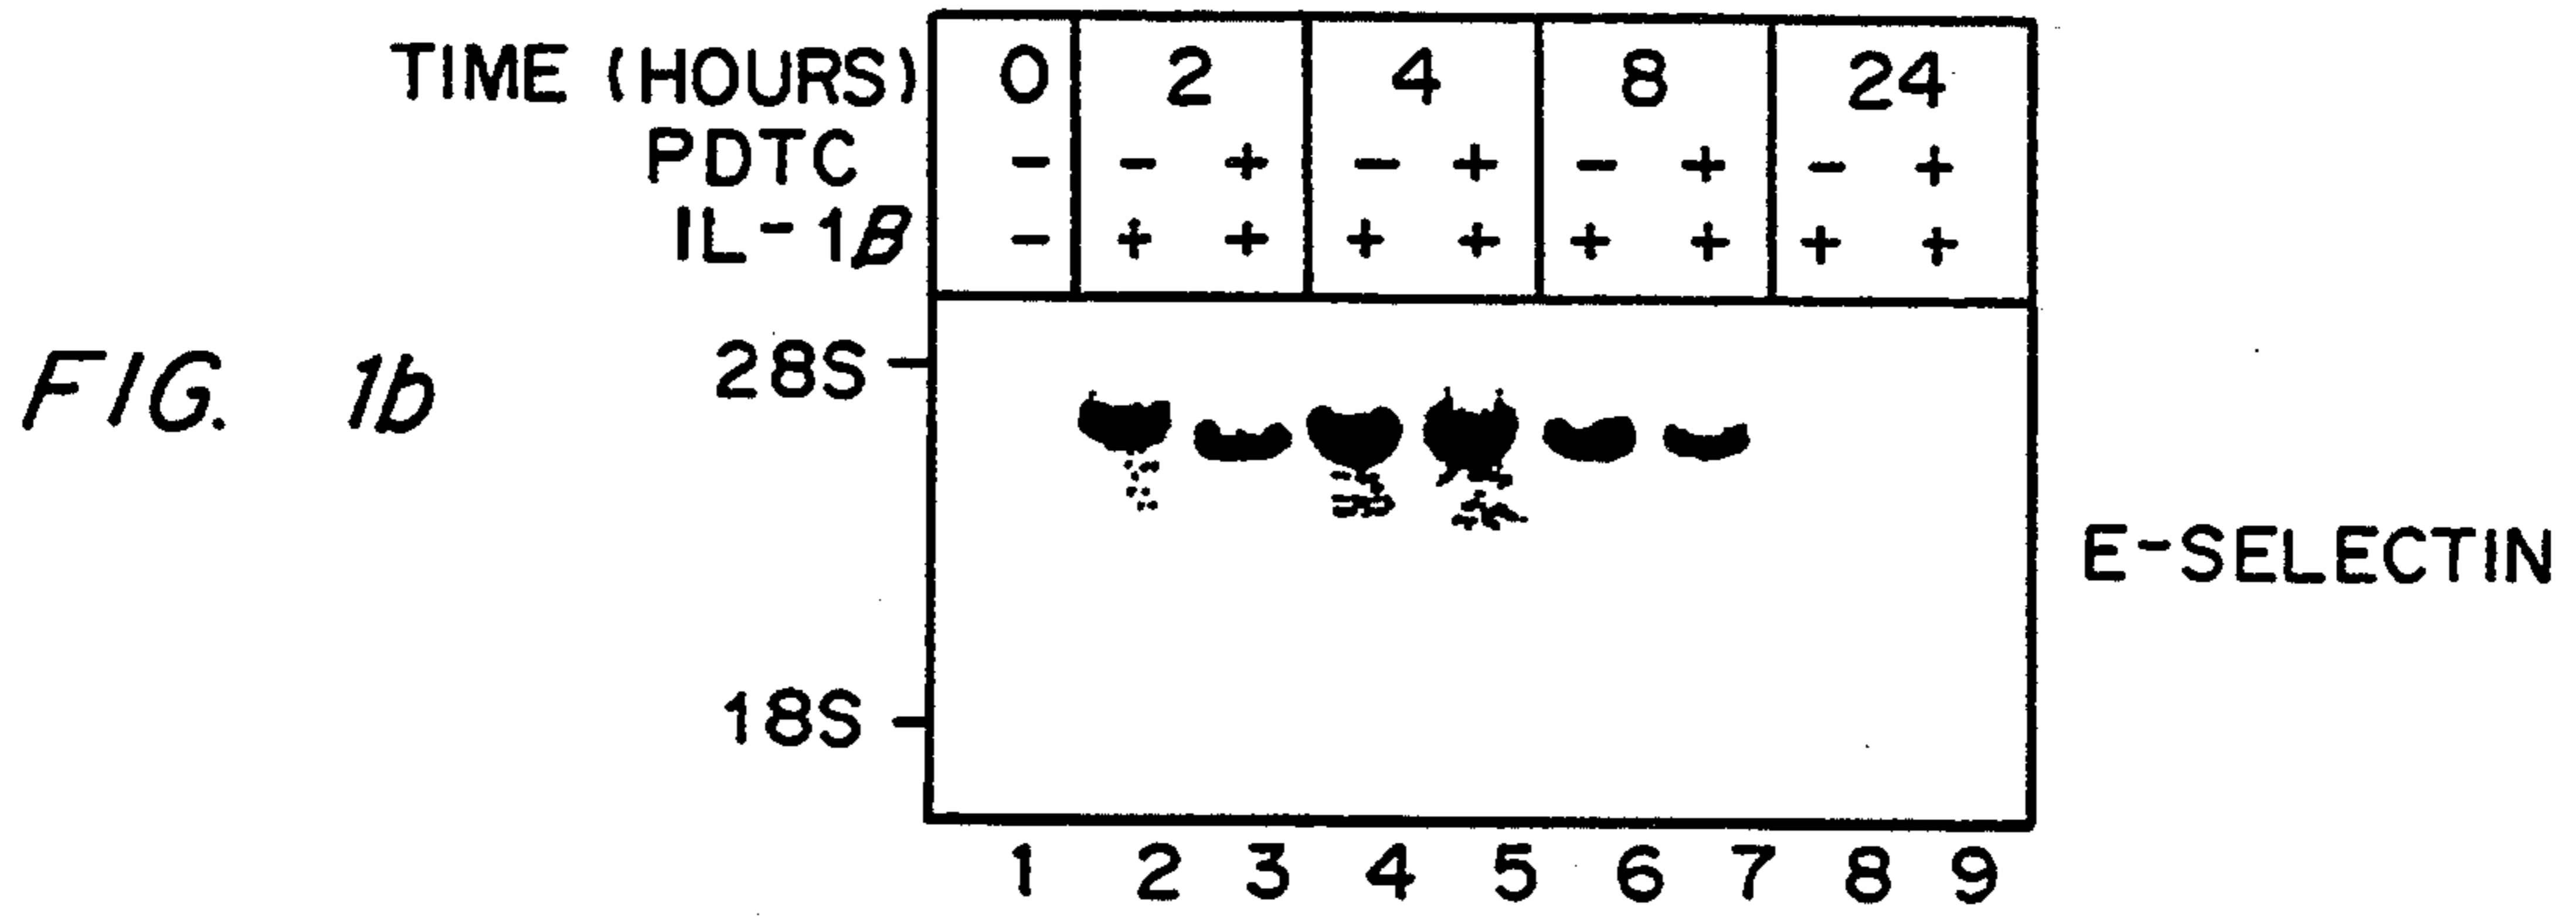 TIME (HOURS) 0 2 4 8 24
PDTC - - + - + - + - +
IL-1B - + + + + + + + +
FIG. 1b
28S
E-SELECTIN
18S
1 2 3 4 5 6 7 8 9